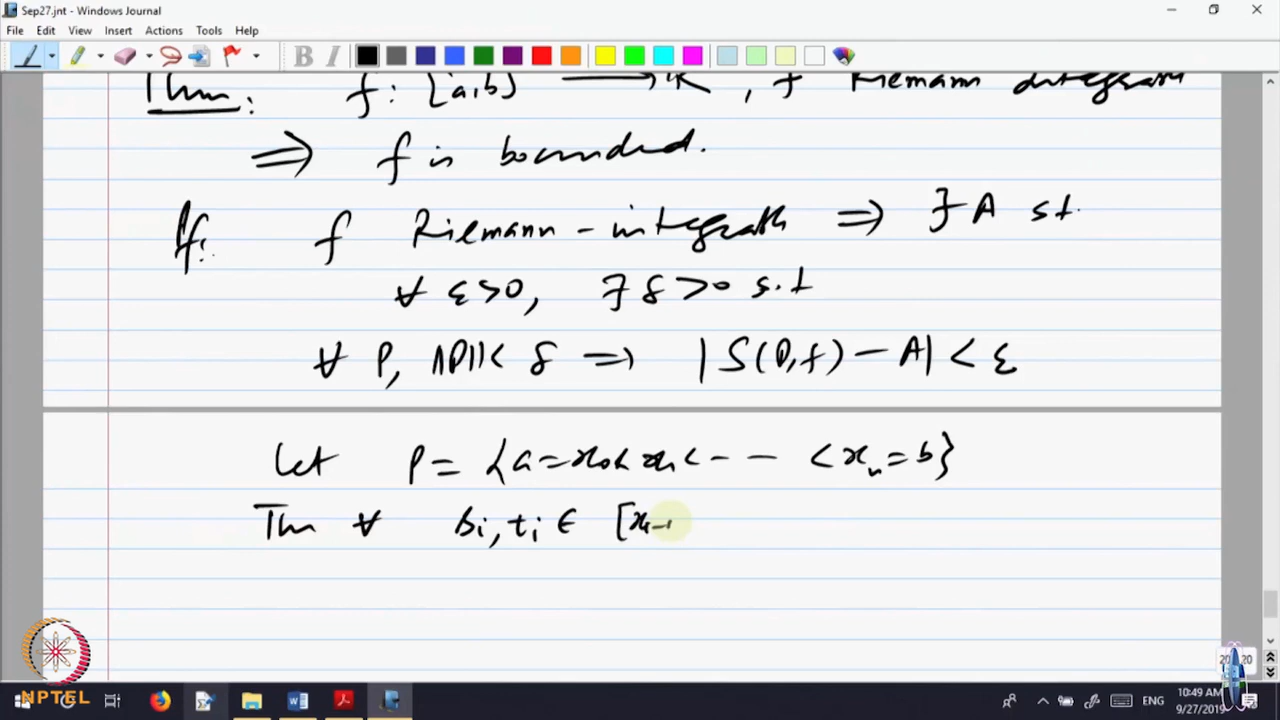 Sep27.jnt - Windows Journal
File Edit View Insert Actions Tools Help
Thm: f: [a,b] → R, f Riemann integrable
⇒ f is bounded.
Pf: f Riemann-integrable ⇒ ∃ A s.t.
∀ ε>0, ∃ δ>0 s.t
∀ P, ||P||< δ ⇒ |S(P,f) - A| < ε
Let P = {a=x₀< x₁< - - < xₙ=b}
Then ∀ sᵢ, tᵢ ∈ [xᵢ₋₁
NPTEL
ENG
10:49 AM
9/27/2019